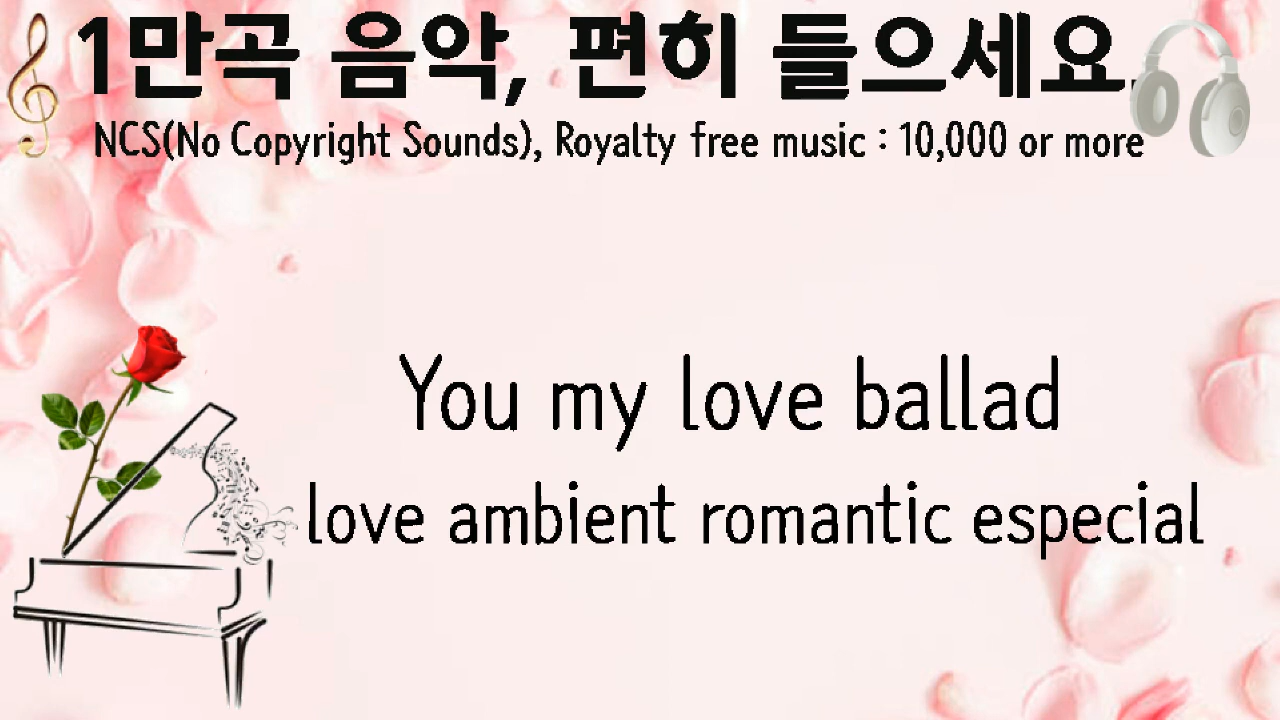 1만곡 음악, 편히 들으세요.
NCS(No Copyright Sounds), Royalty free music : 10,000 or more
You my love ballad
love ambient romantic especial